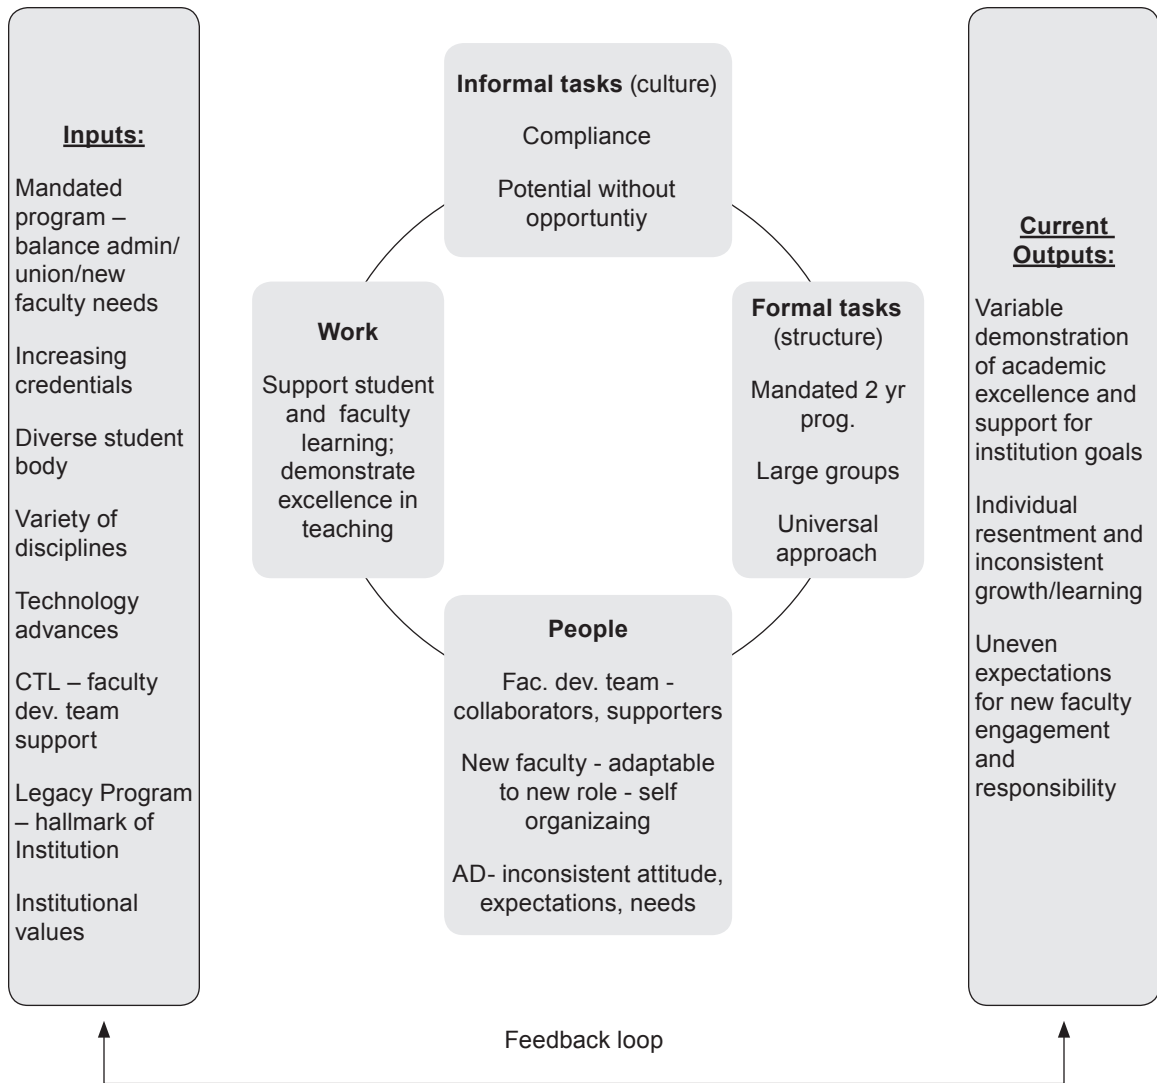 Inputs:
Mandated
program –
balance admin/
union/new
faculty needs
Increasing
credentials
Diverse student
body
Variety of
disciplines
Technology
advances
CTL – faculty
dev. team
support
Legacy Program
– hallmark of
Institution
Institutional
values
Informal tasks (culture)
Compliance
Potential without
opportuntiy
Work
Support student
and faculty
learning;
demonstrate
excellence in
teaching
Formal tasks
(structure)
Mandated 2 yr
prog.
Large groups
Universal
approach
People
Fac. dev. team -
collaborators, supporters
New faculty - adaptable
to new role - self
organizaing
AD- inconsistent attitude,
expectations, needs
Current
Outputs:
Variable
demonstration
of academic
excellence and
support for
institution goals
Individual
resentment and
inconsistent
growth/learning
Uneven
expectations
for new faculty
engagement
and
responsibility
Feedback loop